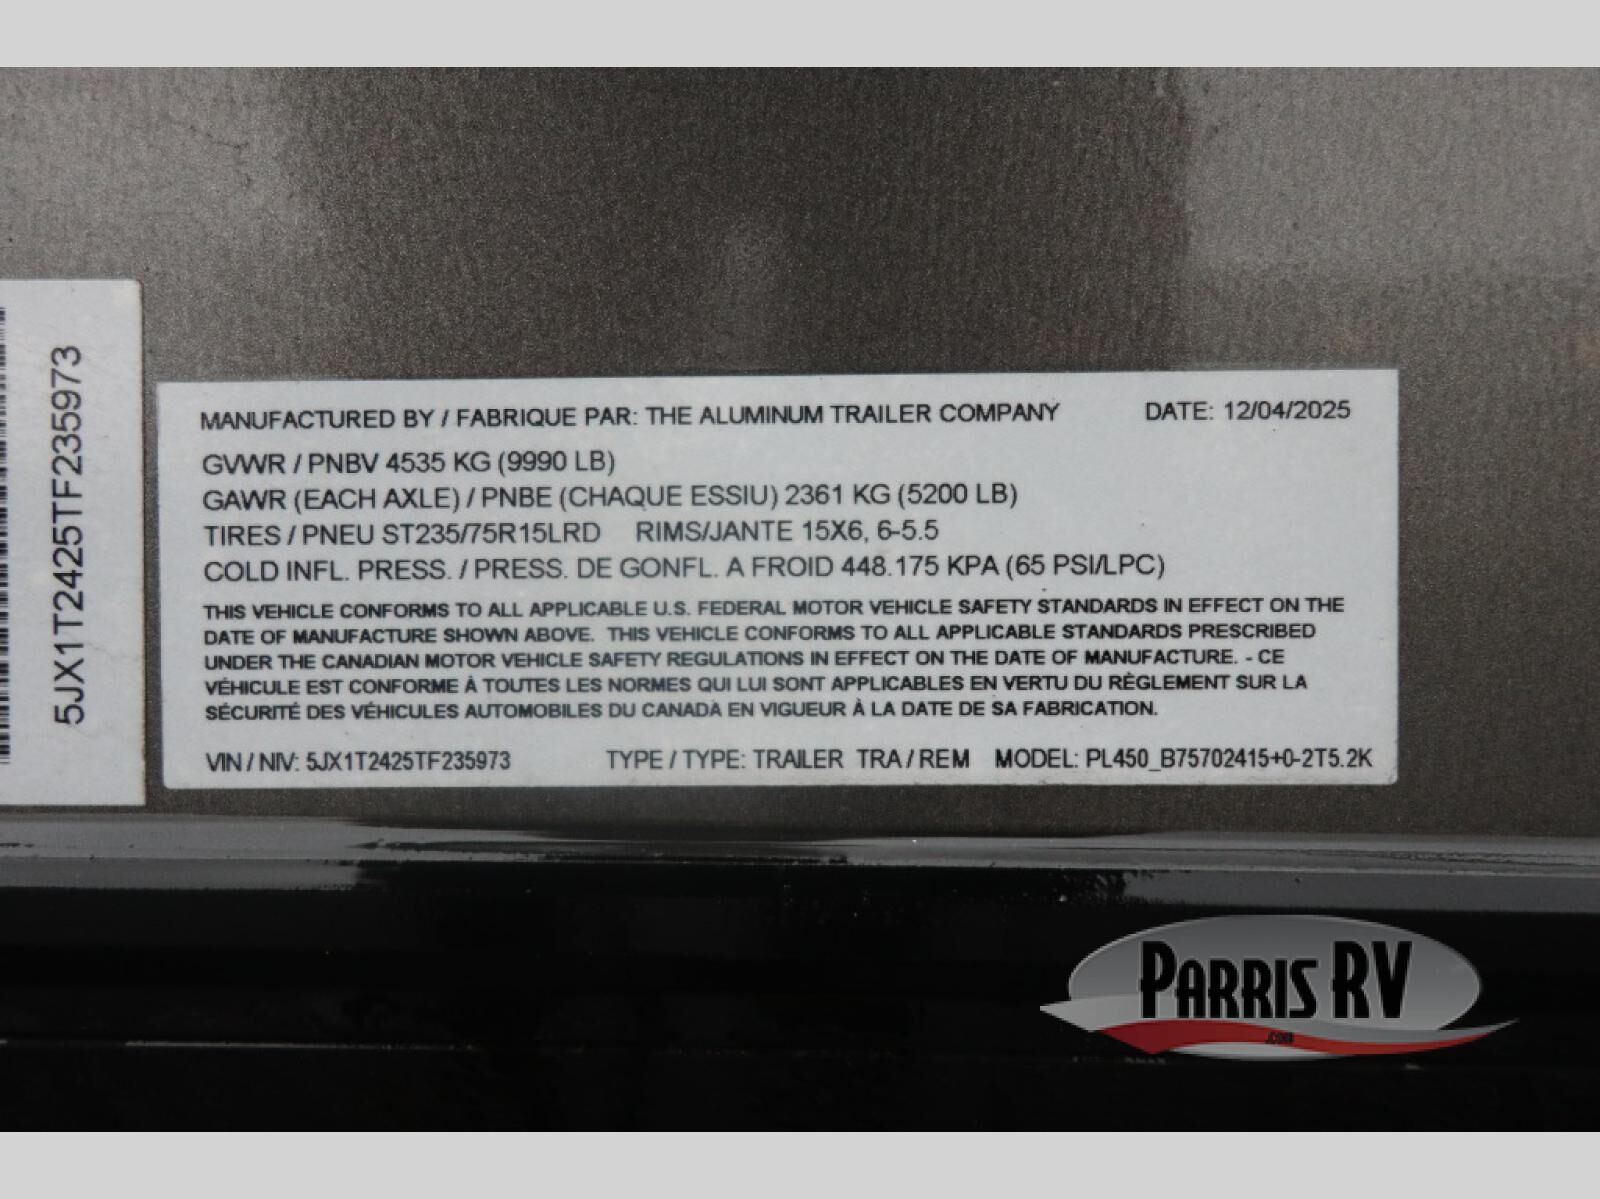 5JX1T2425TF235973
MANUFACTURED BY / FABRIQUE PAR: THE ALUMINUM TRAILER COMPANY DATE: 12/04/2025
GVWR / PNBV 4535 KG (9990 LB)
GAWR (EACH AXLE) / PNBE (CHAQUE ESSIU) 2361 KG (5200 LB)
TIRES / PNEU ST235/75R15LRD RIMS/JANTE 15X6, 6-5.5
COLD INFL. PRESS. / PRESS. DE GONFL. A FROID 448.175 KPA (65 PSI/LPC)
THIS VEHICLE CONFORMS TO ALL APPLICABLE U.S. FEDERAL MOTOR VEHICLE SAFETY STANDARDS IN EFFECT ON THE
DATE OF MANUFACTURE SHOWN ABOVE. THIS VEHICLE CONFORMS TO ALL APPLICABLE STANDARDS PRESCRIBED
UNDER THE CANADIAN MOTOR VEHICLE SAFETY REGULATIONS IN EFFECT ON THE DATE OF MANUFACTURE. - CE
VÉHICULE EST CONFORME À TOUTES LES NORMES QUI LUI SONT APPLICABLES EN VERTU DU RÈGLEMENT SUR LA
SÉCURITÉ DES VÉHICULES AUTOMOBILES DU CANADA EN VIGUEUR À LA DATE DE SA FABRICATION.
VIN / NIV: 5JX1T2425TF235973 TYPE / TYPE: TRAILER TRA / REM MODEL: PL450_B75702415+0-2T5.2K
PARRIS RV
.COM